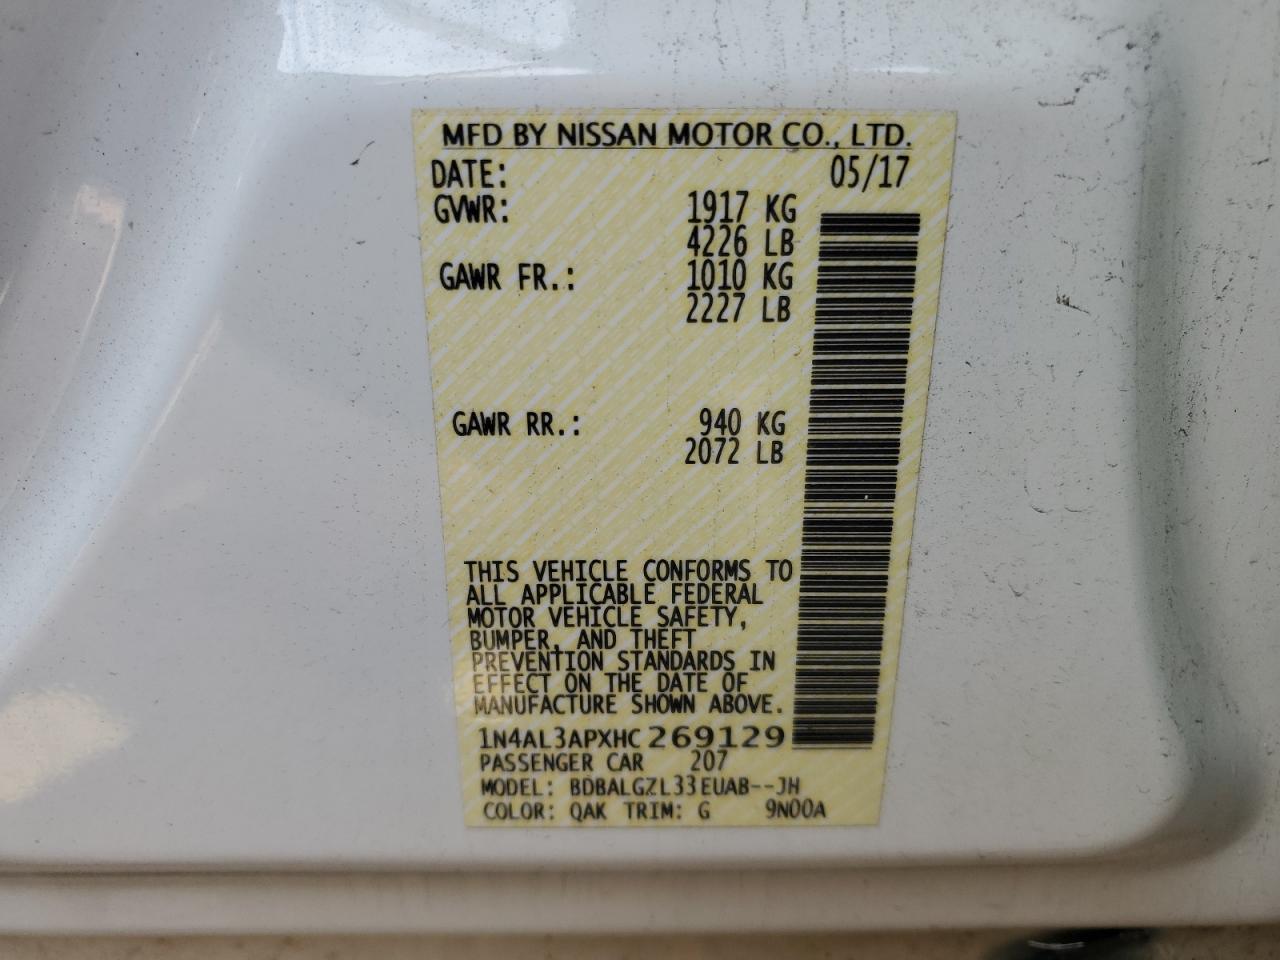 MFD BY NISSAN MOTOR CO., LTD.
DATE: 05/17
GVWR: 1917 KG
4226 LB
GAWR FR.: 1010 KG
2227 LB
GAWR RR.: 940 KG
2072 LB
THIS VEHICLE CONFORMS TO
ALL APPLICABLE FEDERAL
MOTOR VEHICLE SAFETY,
BUMPER, AND THEFT
PREVENTION STANDARDS IN
EFFECT ON THE DATE OF
MANUFACTURE SHOWN ABOVE.
1N4AL3APXHC269129
PASSENGER CAR 207
MODEL: BDBALGZL33EUAB--JH
COLOR: QAK TRIM: G 9N00A